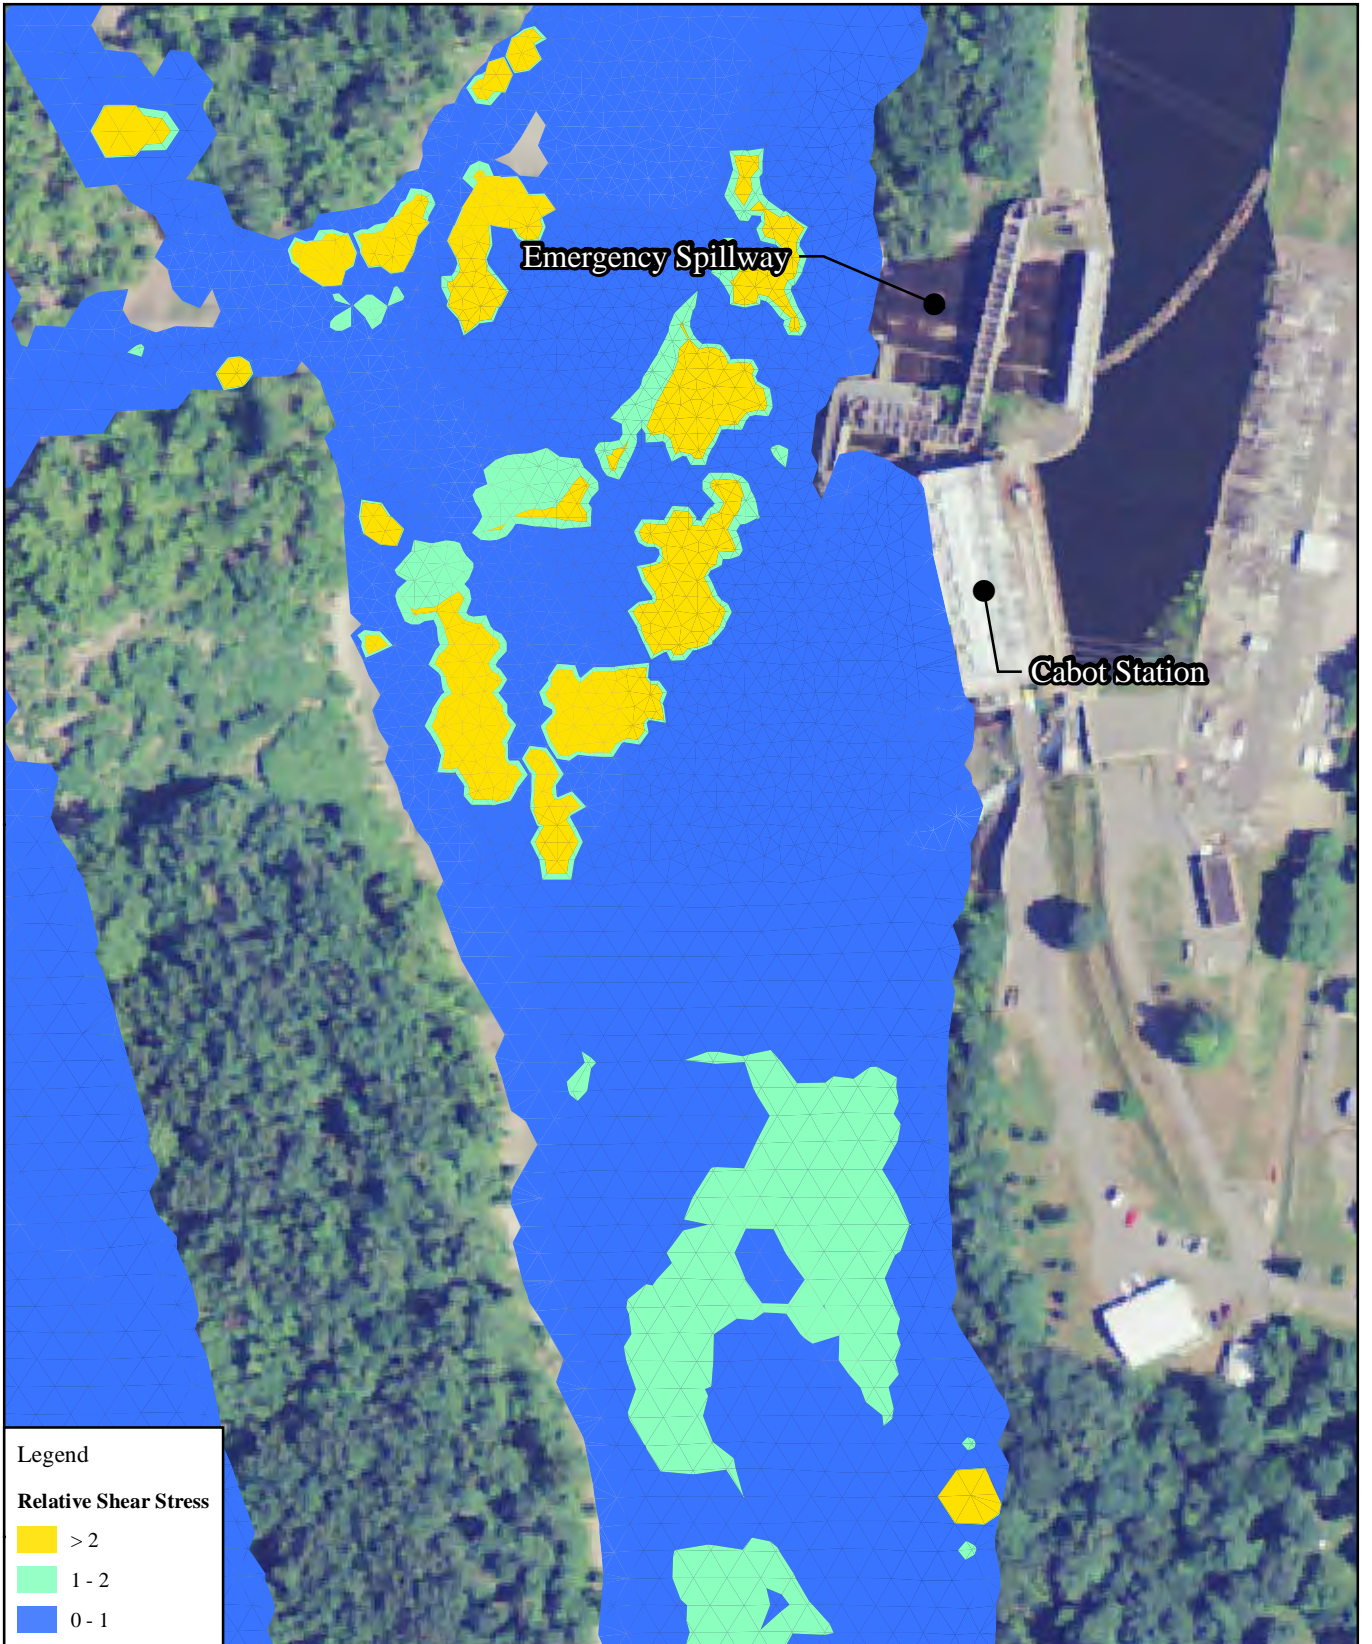 Emergency Spillway
Cabot Station
Legend
Relative Shear Stress
> 2
1 - 2
0 - 1